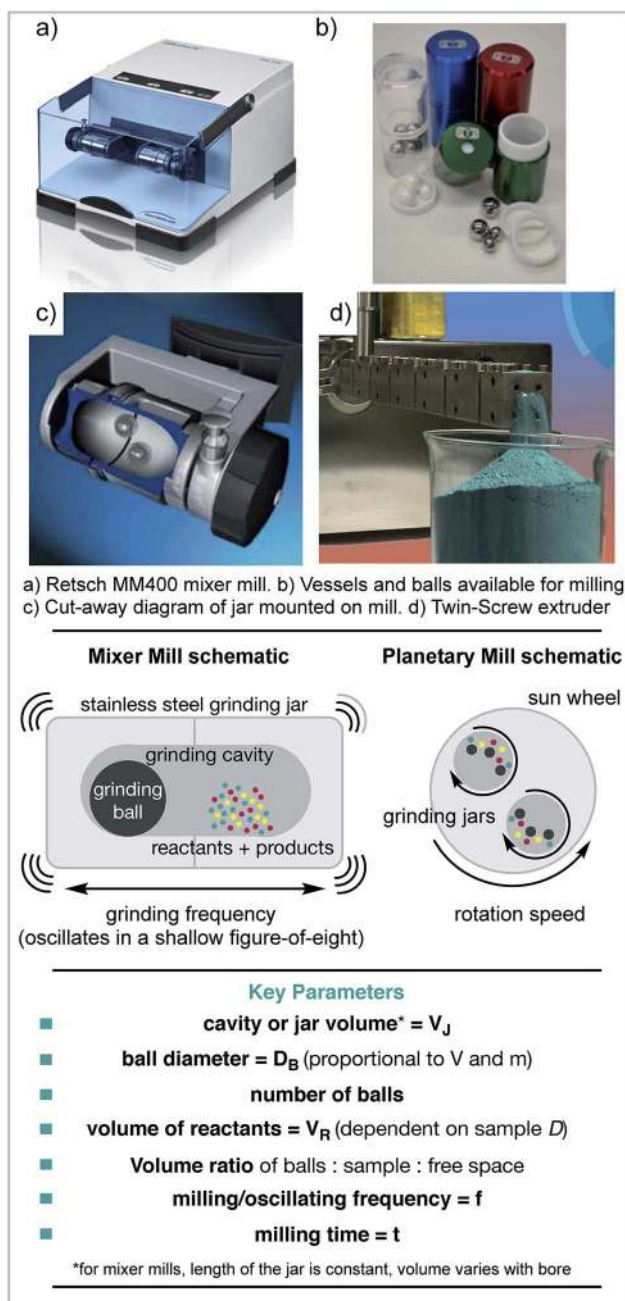 a)
b)
c)
d)
a) Retsch MM400 mixer mill. b) Vessels and balls available for milling
c) Cut-away diagram of jar mounted on mill. d) Twin-Screw extruder
Mixer Mill schematic
Planetary Mill schematic
stainless steel grinding jar
grinding cavity
grinding
ball
reactants + products
grinding frequency
(oscillates in a shallow figure-of-eight)
sun wheel
grinding jars
rotation speed
Key Parameters
cavity or jar volume* = V_J
ball diameter = D_B (proportional to V and m)
number of balls
volume of reactants = V_R (dependent on sample D)
Volume ratio of balls : sample : free space
milling/oscillating frequency = f
milling time = t
*for mixer mills, length of the jar is constant, volume varies with bore